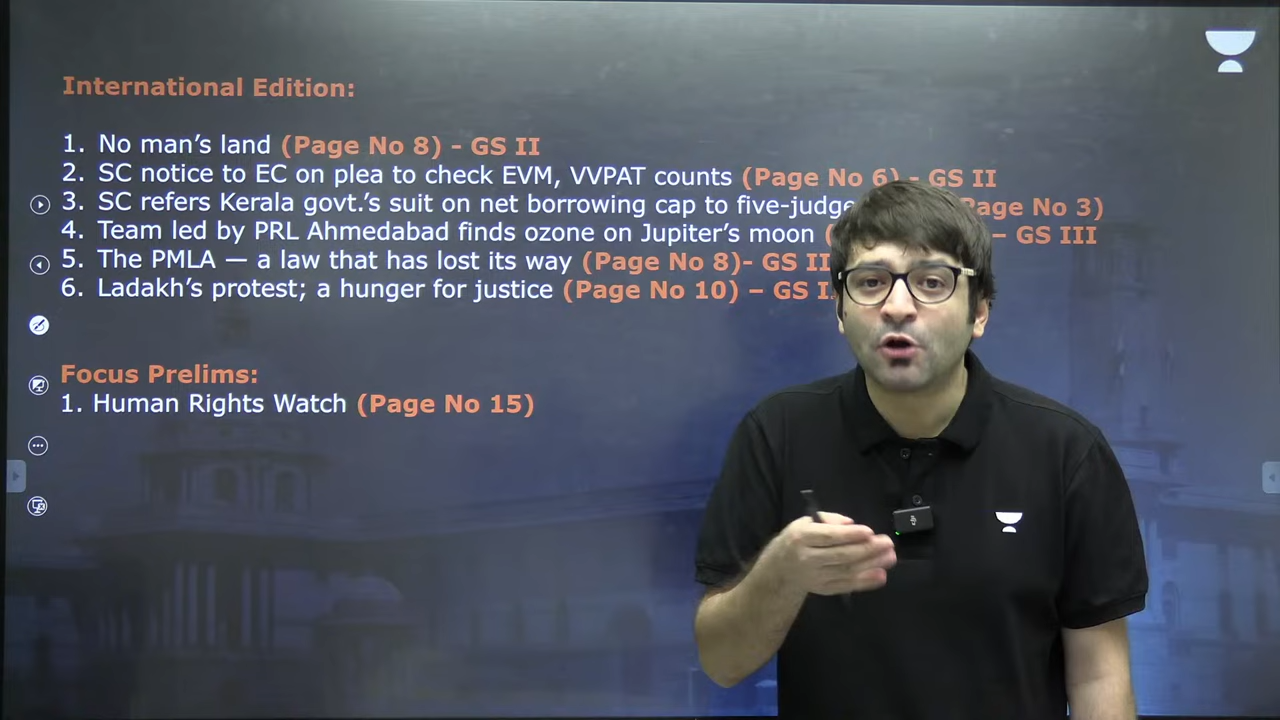 International Edition:
1. No man's land (Page No 8) - GS II
2. SC notice to EC on plea to check EVM, VVPAT counts (Page No 6) - GS II
3. SC refers Kerala govt.'s suit on net borrowing cap to five-judge Page No 3)
4. Team led by PRL Ahmedabad finds ozone on Jupiter's moon ( – GS III
5. The PMLA — a law that has lost its way (Page No 8)- GS II
6. Ladakh's protest; a hunger for justice (Page No 10) – GS
Focus Prelims:
1. Human Rights Watch (Page No 15)